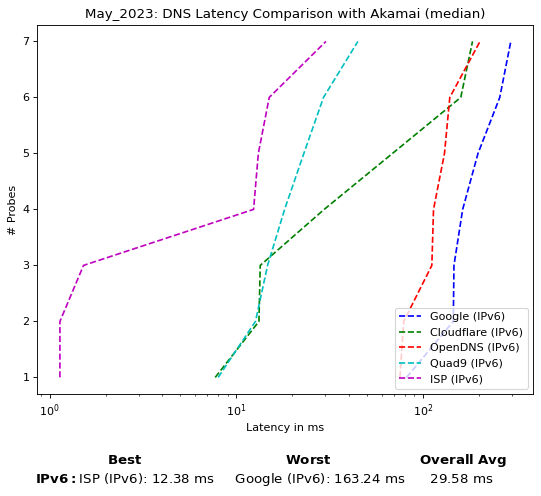 May_2023: DNS Latency Comparison with Akamai (median)
7
6
5
4
3
2
1
# Probes
Google (IPv6)
Cloudflare (IPv6)
OpenDNS (IPv6)
Quad9 (IPv6)
ISP (IPv6)
10⁰ 10¹ 10²
Latency in ms
Best Worst Overall Avg
IPv6: ISP (IPv6): 12.38 ms Google (IPv6): 163.24 ms 29.58 ms